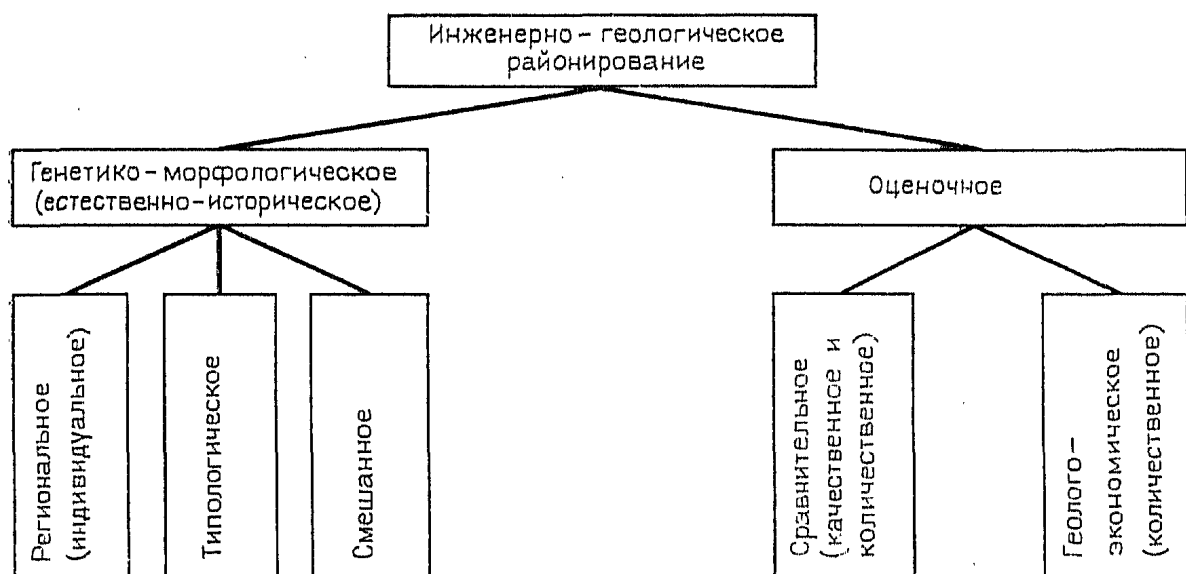 Инженерно-геологическое
районирование
Генетико-морфологическое
(естественно-историческое)
Оценочное
Региональное
(индивидуальное)
Типологическое
Смешанное
Сравнительное
(качественное и
количественное)
Геолого-
экономическое
(количественное)